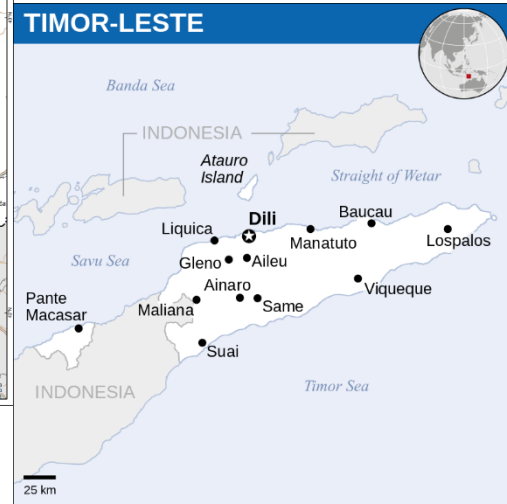 TIMOR-LESTE
Banda Sea
INDONESIA
Atauro
Island
Straight of Wetar
Dili
Baucau
Liquica
Manatuto
Lospalos
Savu Sea
Gleno
Aileu
Ainaro
Viqueque
Pante
Macasar
Maliana
Same
Suai
Timor Sea
INDONESIA
25 km